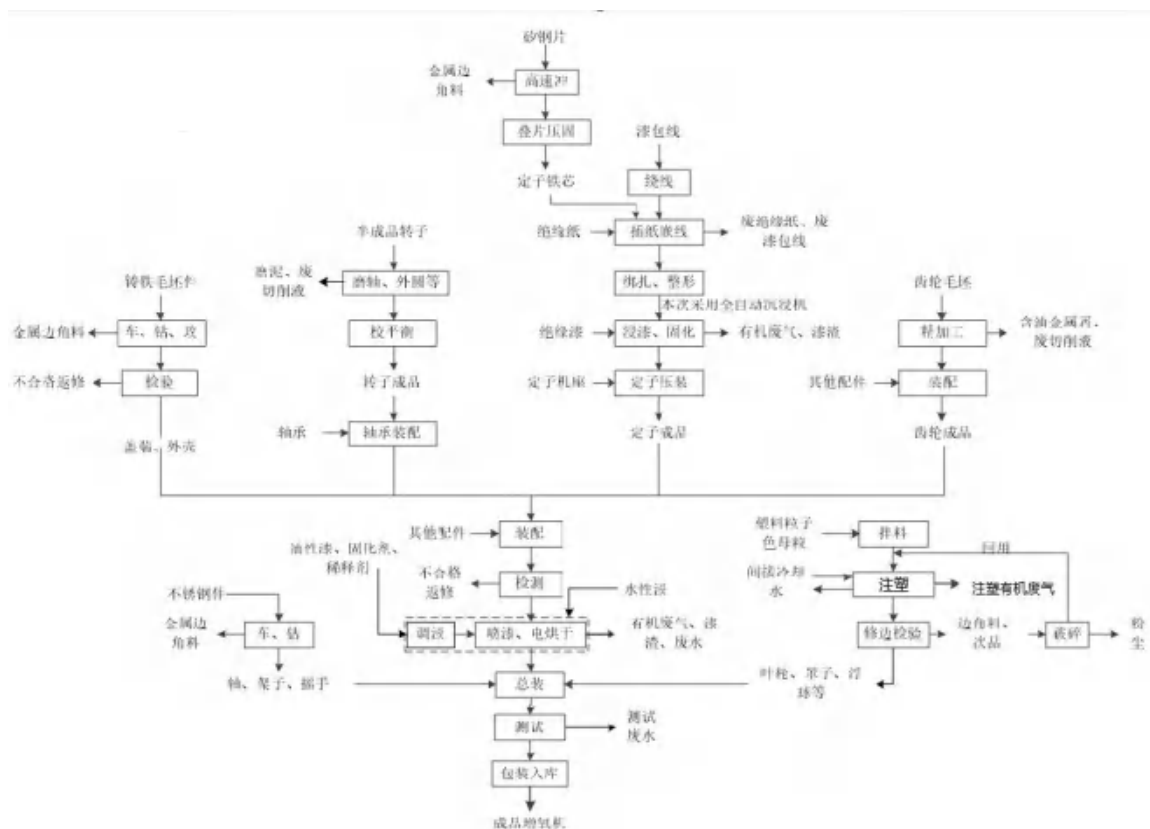 矽钢片
金属边
角料
高速冲
叠片压固
漆包线
定子铁芯
绕线
半成品转子
绝缘纸
插纸嵌线
废绝缘纸、废
漆包线
铸铁毛坯件
磨泥、废
切削液
磨轴、外圆等
绑扎、整形
齿轮毛坯
本次采用全自动沉浸机
金属边角料
车、钻、攻
校平衡
绝缘漆
浸漆、固化
有机废气、漆渣
精加工
含油金属
废切削液
不合格返修
检验
转子成品
定子机座
定子压装
其他配件
装配
盖装、外壳
轴承
轴承装配
定子成品
齿轮成品
其他配件
装配
塑料粒子
色母粒
拌料
油性漆、固化剂、
稀释剂
回用
不合格
返修
检测
间接冷却
水
注塑
注塑有机废气
不锈钢件
水性漆
金属边
角料
车、钻
调漆
喷漆、电烘干
有机废气、漆
渣、废水
修边检验
边角料、
次品
破碎
粉
尘
轴、架子、摇手
总装
叶轮、罩子、浮
球等
测试
测试
废水
包装入库
成品增氧机